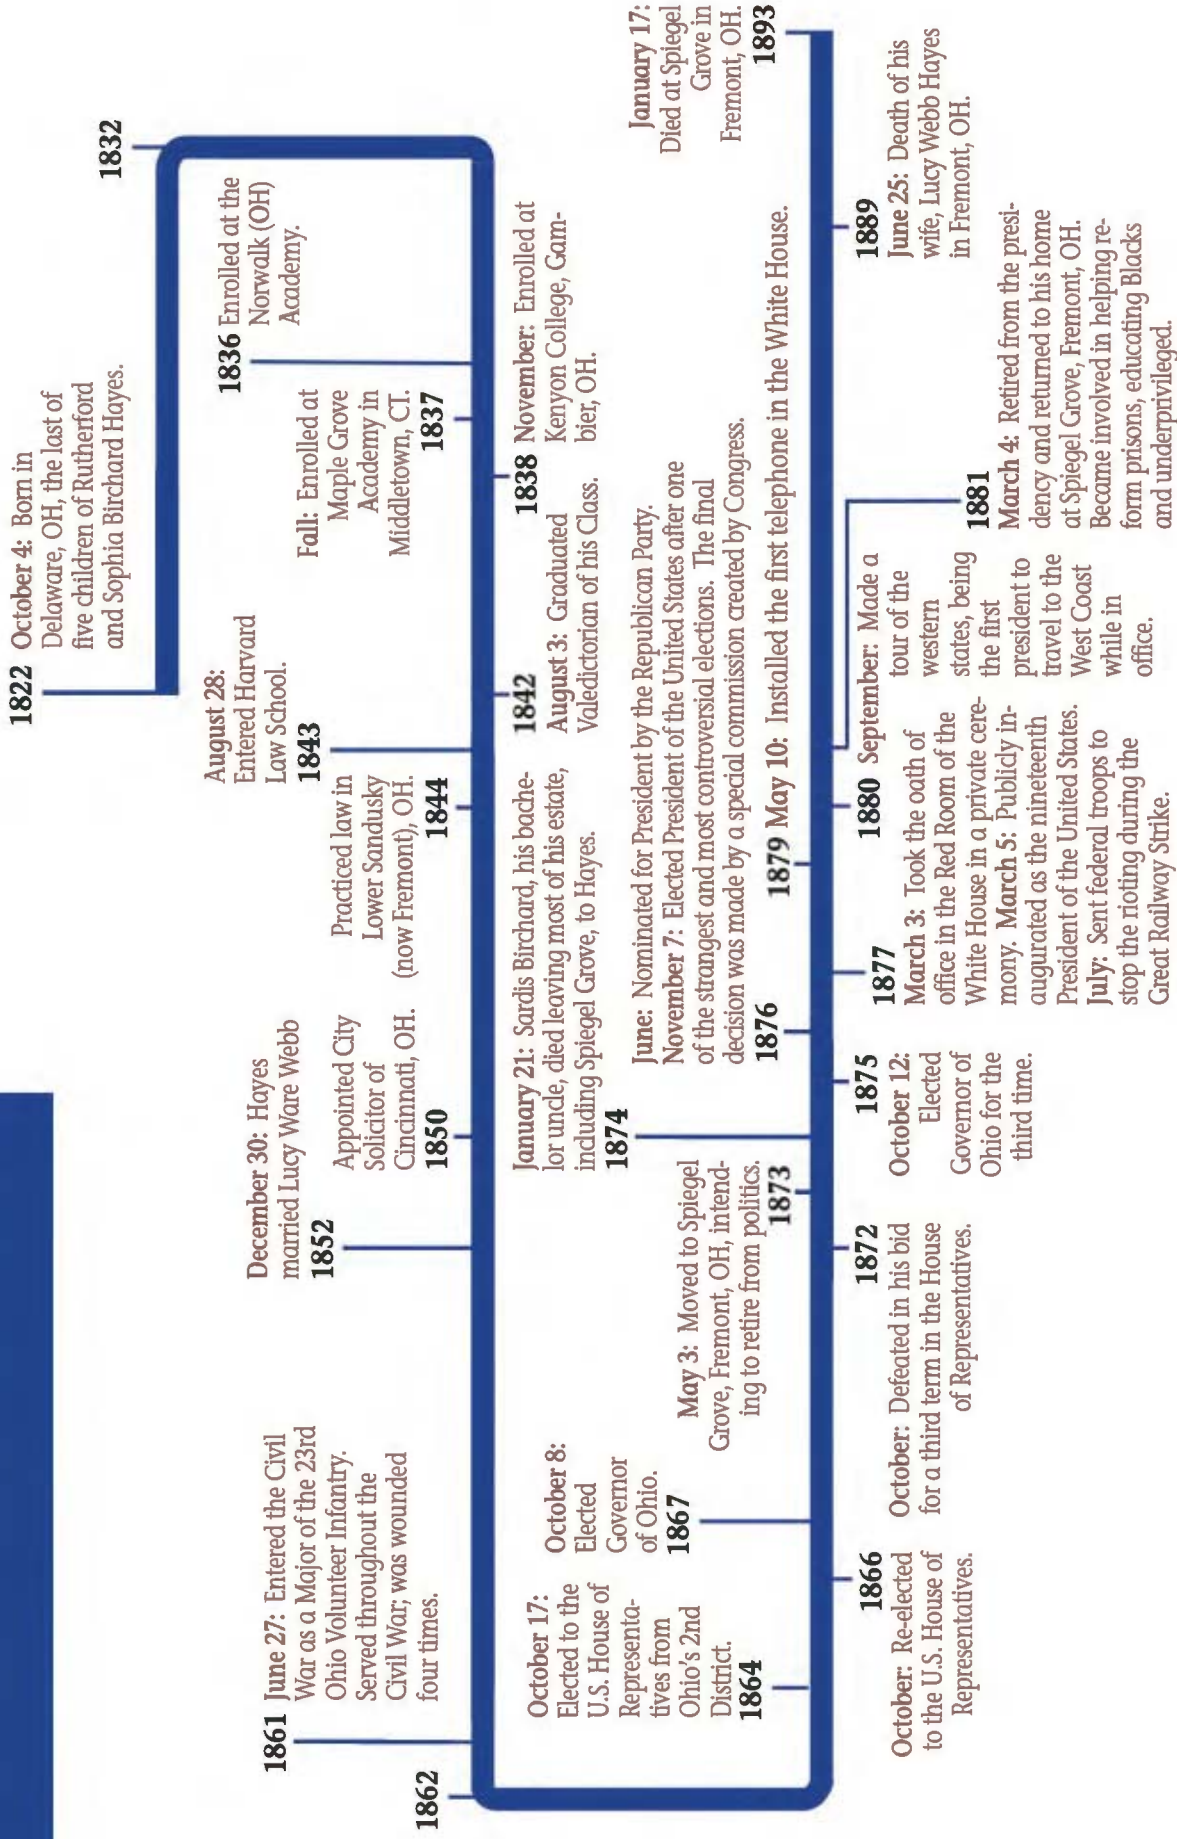 1822 October 4: Born in
Delaware, OH, the last of
five children of Rutherford
and Sophia Birchard Hayes.
1832
1836 Enrolled at the
Norwalk (OH)
Academy.
Fall: Enrolled at
Maple Grove
Academy in
Middletown, CT.
1837
1838 November: Enrolled at
Kenyon College, Gam-
bier, OH.
1842
August 3: Graduated
Valedictorian of his Class.
August 28:
Entered Harvard
Law School.
1843
Practiced law in
Lower Sandusky
(now Fremont), OH.
1844
Appointed City
Solicitor of
Cincinnati, OH.
1850
December 30: Hayes
married Lucy Ware Webb
1852
1861 June 27: Entered the Civil
War as a Major of the 23rd
Ohio Volunteer Infantry.
Served throughout the
Civil War; was wounded
four times.
1862
October 17:
Elected to the
U.S. House of
Representa-
tives from
Ohio's 2nd
District.
1864
1866
October: Re-elected
to the U.S. House of
Representatives.
October 8:
Elected
Governor
of Ohio.
1867
1872
October: Defeated in his bid
for a third term in the House
of Representatives.
May 3: Moved to Spiegel
Grove, Fremont, OH, intend-
ing to retire from politics.
1873
January 21: Sardis Birchard, his bache-
lor uncle, died leaving most of his estate,
including Spiegel Grove, to Hayes.
1874
1875
October 12:
Elected
Governor of
Ohio for the
third time.
June: Nominated for President by the Republican Party.
November 7: Elected President of the United States after one
of the strangest and most controversial elections. The final
decision was made by a special commission created by Congress.
1876
1877
March 3: Took the oath of
office in the Red Room of the
White House in a private cere-
mony. March 5: Publicly in-
augurated as the nineteenth
President of the United States.
July: Sent federal troops to
stop the rioting during the
Great Railway Strike.
1879 May 10: Installed the first telephone in the White House.
1880 September: Made a
tour of the
western
states, being
the first
president to
travel to the
West Coast
while in
office.
1881
March 4: Retired from the presi-
dency and returned to his home
at Spiegel Grove, Fremont, OH.
Became involved in helping re-
form prisons, educating Blacks
and underprivileged.
1889
June 25: Death of his
wife, Lucy Webb Hayes
in Fremont, OH.
January 17:
Died at Spiegel
Grove in
Fremont, OH.
1893